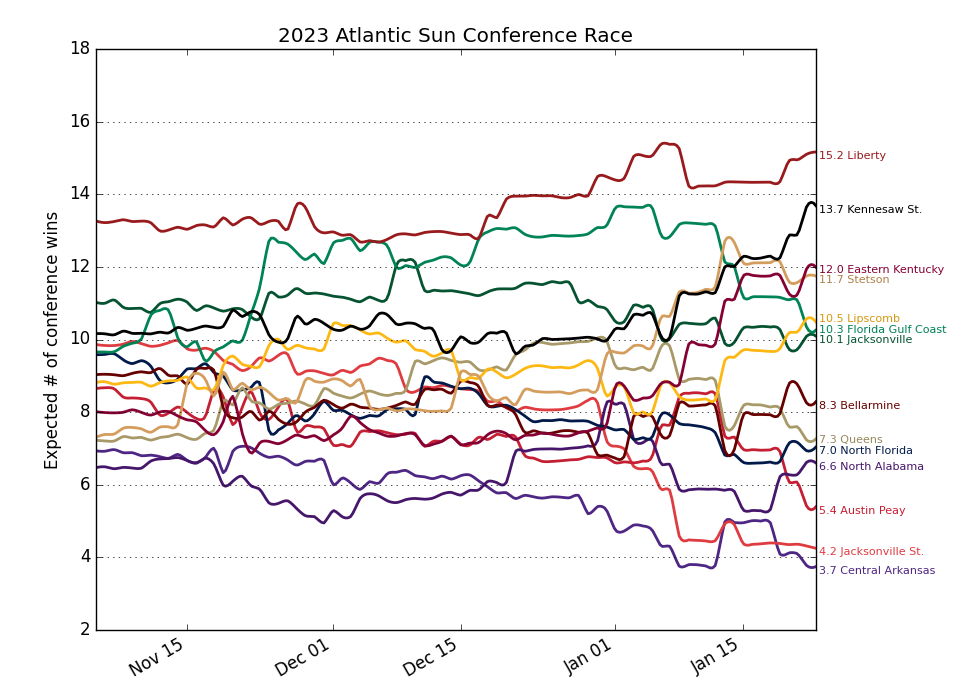 2023 Atlantic Sun Conference Race
Expected # of conference wins
18
16
14
12
10
8
6
4
2
Nov 15
Dec 01
Dec 15
Jan 01
Jan 15
15.2 Liberty
13.7 Kennesaw St.
12.0 Eastern Kentucky
11.7 Stetson
10.5 Lipscomb
10.3 Florida Gulf Coast
10.1 Jacksonville
8.3 Bellarmine
7.3 Queens
7.0 North Florida
6.6 North Alabama
5.4 Austin Peay
4.2 Jacksonville St.
3.7 Central Arkansas